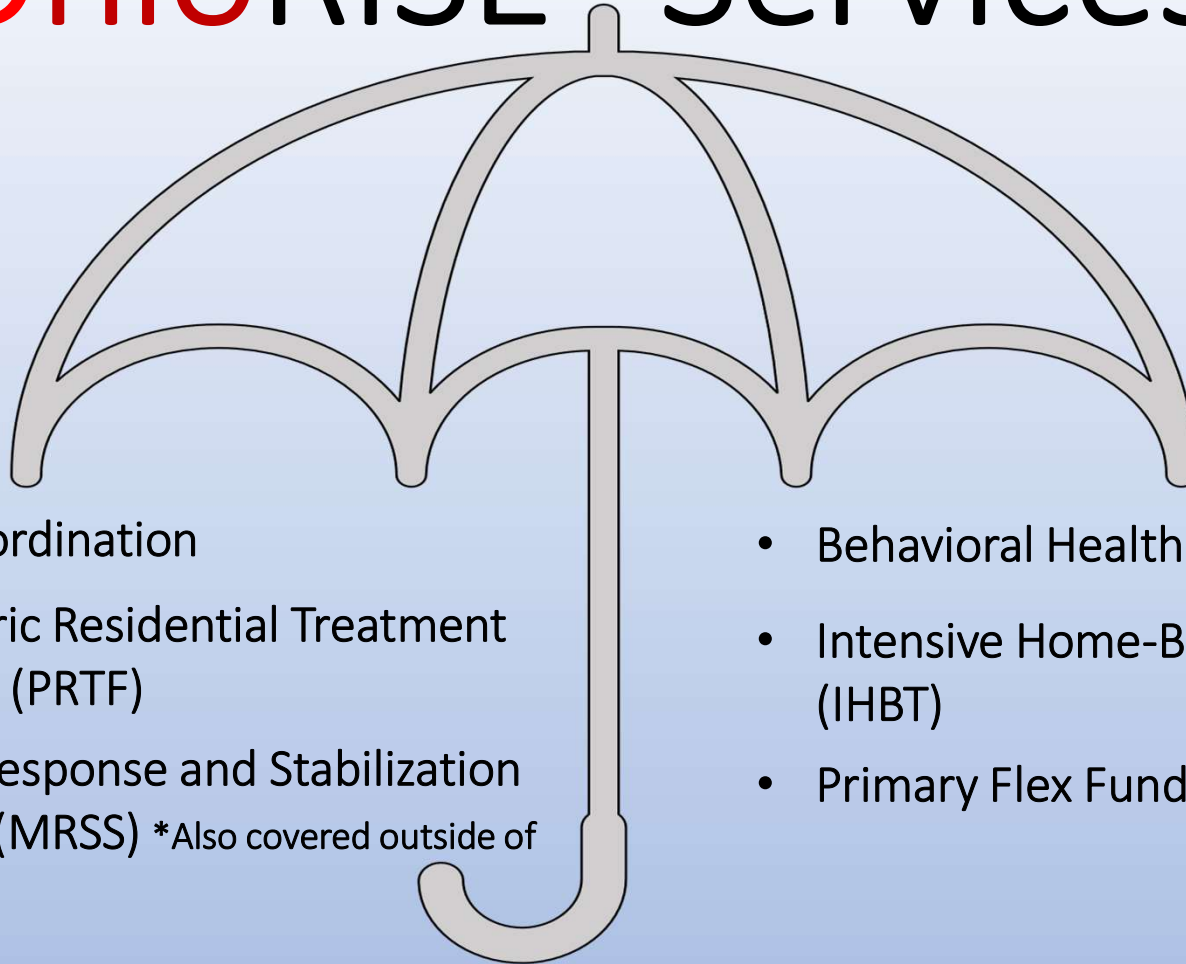 OhioRISE Services
ordination
ric Residential Treatment
(PRTF)
esponse and Stabilization
(MRSS) *Also covered outside of
• Behavioral Health
• Intensive Home-B
(IHBT)
• Primary Flex Fund